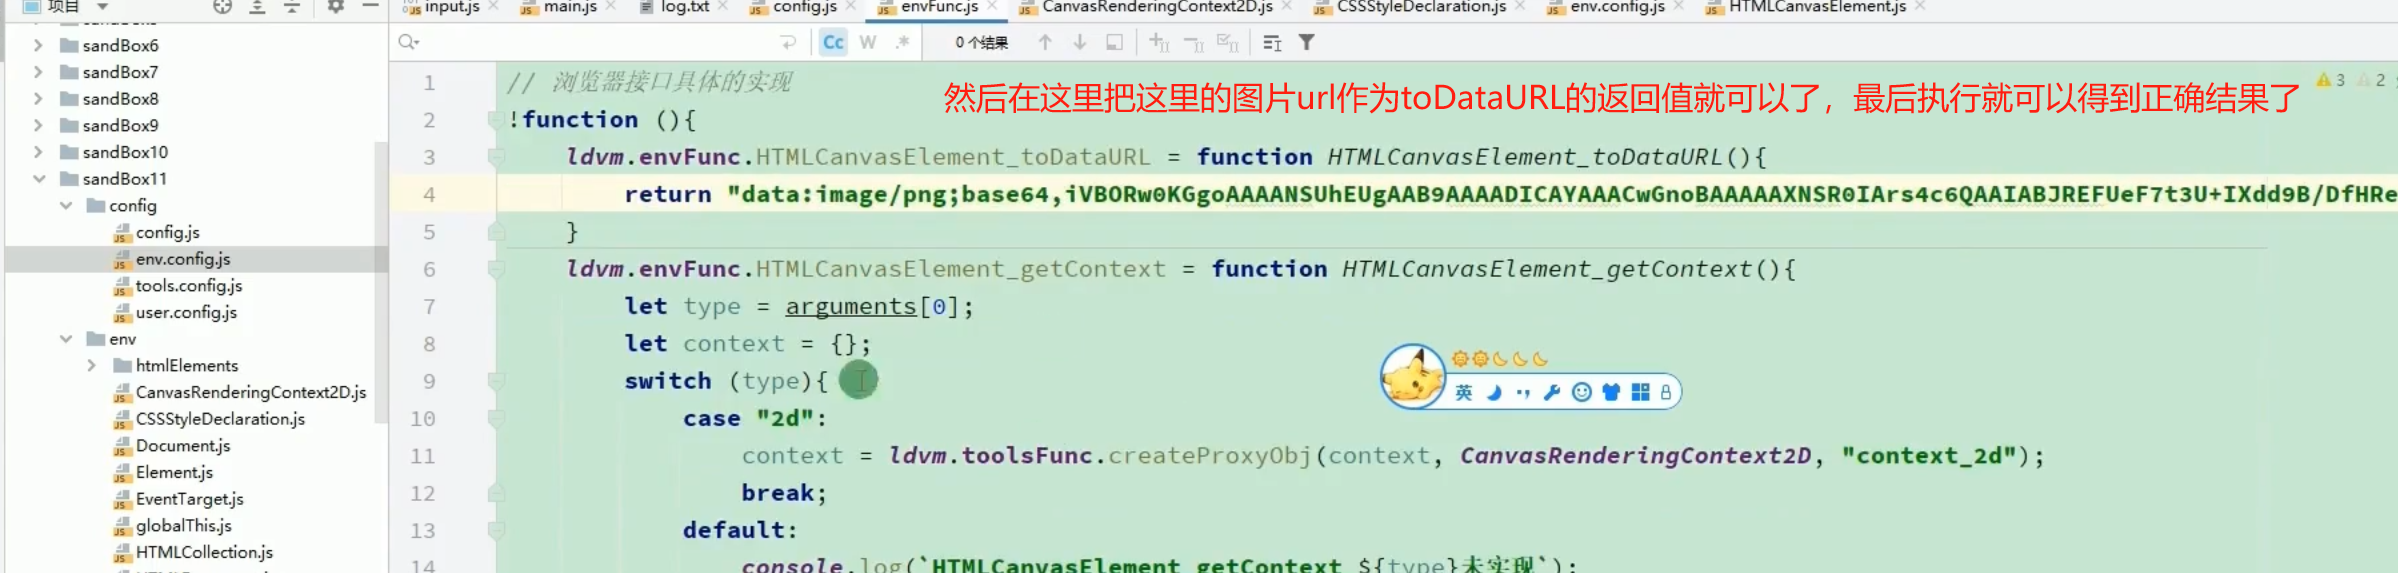 项目
input.js
main.js
log.txt
config.js
envFunc.js
CanvasRenderingContext2D.js
CSSStyleDeclaration.js
env.config.js
HTMLCanvasElement.js
sandBox6
sandBox7
sandBox8
sandBox9
sandBox10
sandBox11
config
config.js
env.config.js
tools.config.js
user.config.js
env
htmlElements
CanvasRenderingContext2D.js
CSSStyleDeclaration.js
Document.js
Element.js
EventTarget.js
globalThis.js
HTMLCollection.js
Cc W .* 0 个结果
3 2
然后在这里把这里的图片url作为toDataURL的返回值就可以了，最后执行就可以得到正确结果了
1 // 浏览器接口具体的实现
2 !function (){
3 ldvm.envFunc.HTMLCanvasElement_toDataURL = function HTMLCanvasElement_toDataURL(){
4 return "data:image/png;base64,iVBORw0KGgoAAAANSUhEUgAAB9AAAADICAYAAACwGnoBAAAAAXNSR0IArs4c6QAAIABJREFUeF7t3U+IXdd9B/DfHRe
5 }
6 ldvm.envFunc.HTMLCanvasElement_getContext = function HTMLCanvasElement_getContext(){
7 let type = arguments[0];
8 let context = {};
9 switch (type){
10 case "2d":
11 context = ldvm.toolsFunc.createProxyObj(context, CanvasRenderingContext2D, "context_2d");
12 break;
13 default:
14 console.log(`HTMLCanvasElement_getContext_${type}未实现`);
英